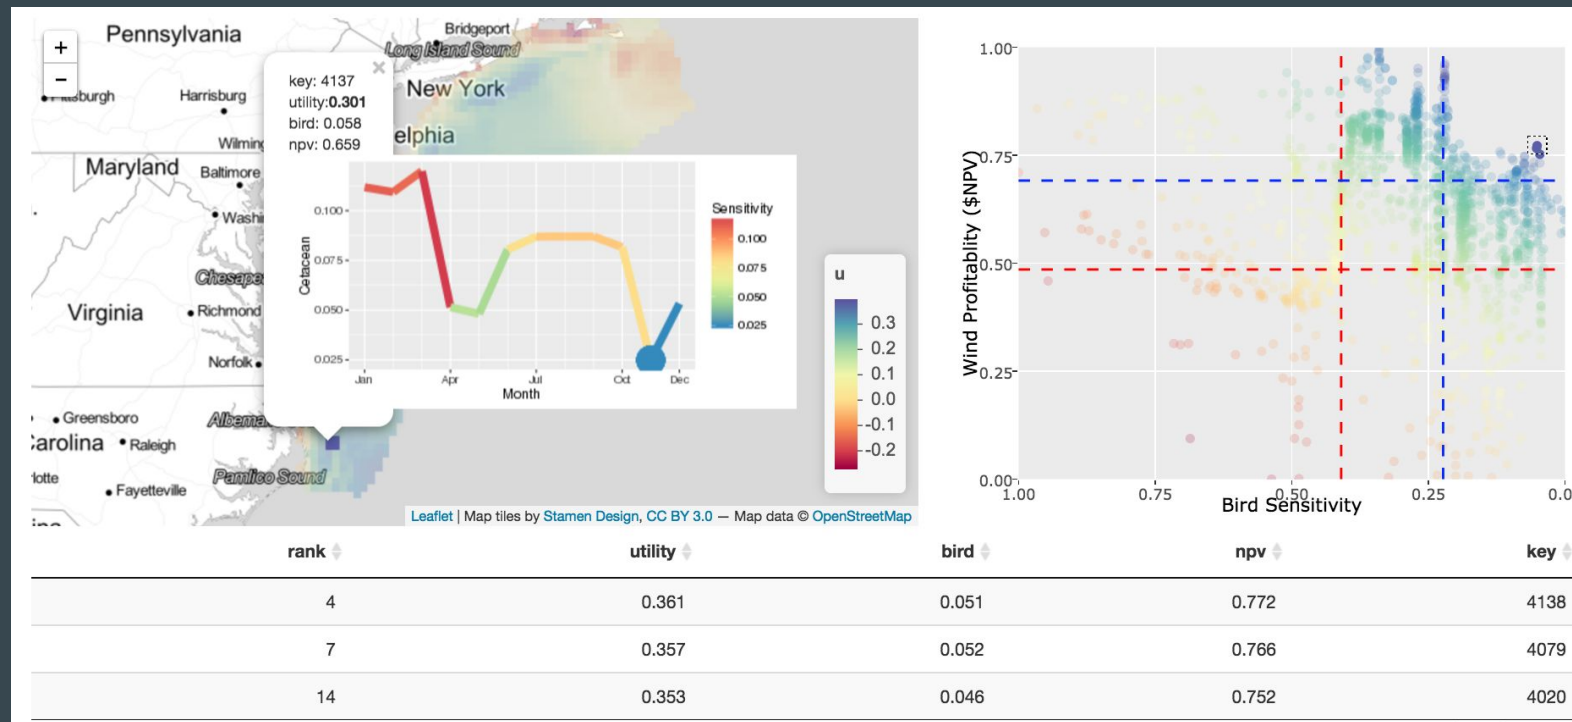 Pennsylvania
Bridgeport
Long Island Sound
+
−
key: 4137
utility:0.301
bird: 0.058
npv: 0.659
×
New York
Harrisburg
elphia
Maryland
Baltimore
Virginia
Richmond
Norfolk
Greensboro
arolina
Raleigh
Fayetteville
Pamlico Sound
Cetacean
0.100
0.075
0.050
0.025
Jan
Apr
Jul
Oct
Dec
Month
Sensitivity
0.100
0.075
0.050
0.025
u
0.3
0.2
0.1
0.0
-0.1
-0.2
Leaflet | Map tiles by Stamen Design, CC BY 3.0 — Map data © OpenStreetMap
Wind Profitablity ($NPV)
1.00
0.75
0.50
0.25
0.00
1.00
0.75
0.50
0.25
0.0
Bird Sensitivity
rank utility bird npv key
4 0.361 0.051 0.772 4138
7 0.357 0.052 0.766 4079
14 0.353 0.046 0.752 4020